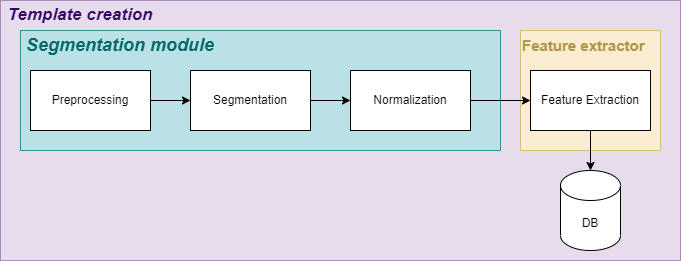 Template creation
Segmentation module
Feature extractor
Preprocessing
Segmentation
Normalization
Feature Extraction
DB